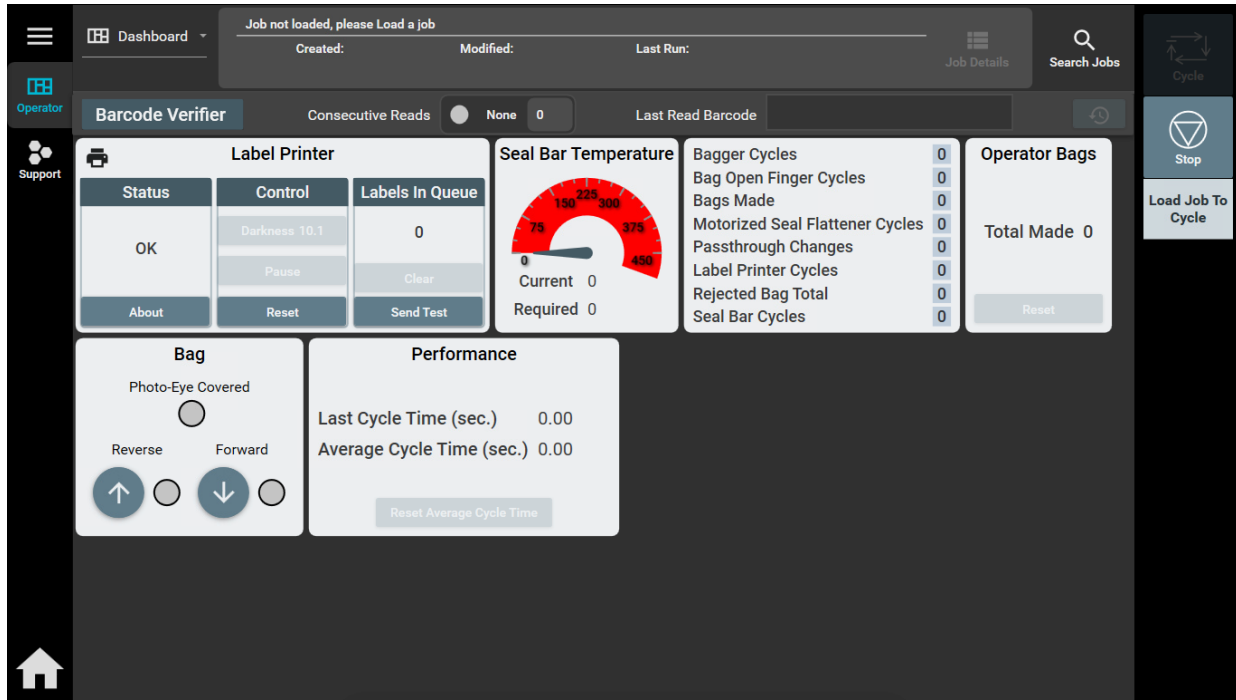 Dashboard
Job not loaded, please Load a job
Created: Modified: Last Run:
Job Details
Search Jobs
Cycle
Operator
Barcode Verifier
Consecutive Reads
None 0
Last Read Barcode
Support
Stop
Load Job To
Cycle
Label Printer
Status
OK
About
Control
Darkness 10.1
Pause
Reset
Labels In Queue
0
Clear
Send Test
Seal Bar Temperature
0 75 150 225 300 375 450
Current 0
Required 0
Bagger Cycles 0
Bag Open Finger Cycles 0
Bags Made 0
Motorized Seal Flattener Cycles 0
Passthrough Changes 0
Label Printer Cycles 0
Rejected Bag Total 0
Seal Bar Cycles 0
Operator Bags
Total Made 0
Reset
Bag
Photo-Eye Covered
Reverse Forward
Performance
Last Cycle Time (sec.) 0.00
Average Cycle Time (sec.) 0.00
Reset Average Cycle Time